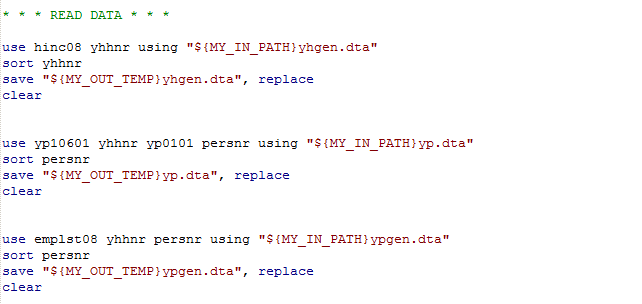 * * * READ DATA * * *
use hinc08 yhhnr using "${MY_IN_PATH}yhgen.dta"
sort yhhnr
save "${MY_OUT_TEMP}yhgen.dta", replace
clear
use yp10601 yhhnr yp0101 persnr using "${MY_IN_PATH}yp.dta"
sort persnr
save "${MY_OUT_TEMP}yp.dta", replace
clear
use emplst08 yhhnr persnr using "${MY_IN_PATH}ypgen.dta"
sort persnr
save "${MY_OUT_TEMP}ypgen.dta", replace
clear